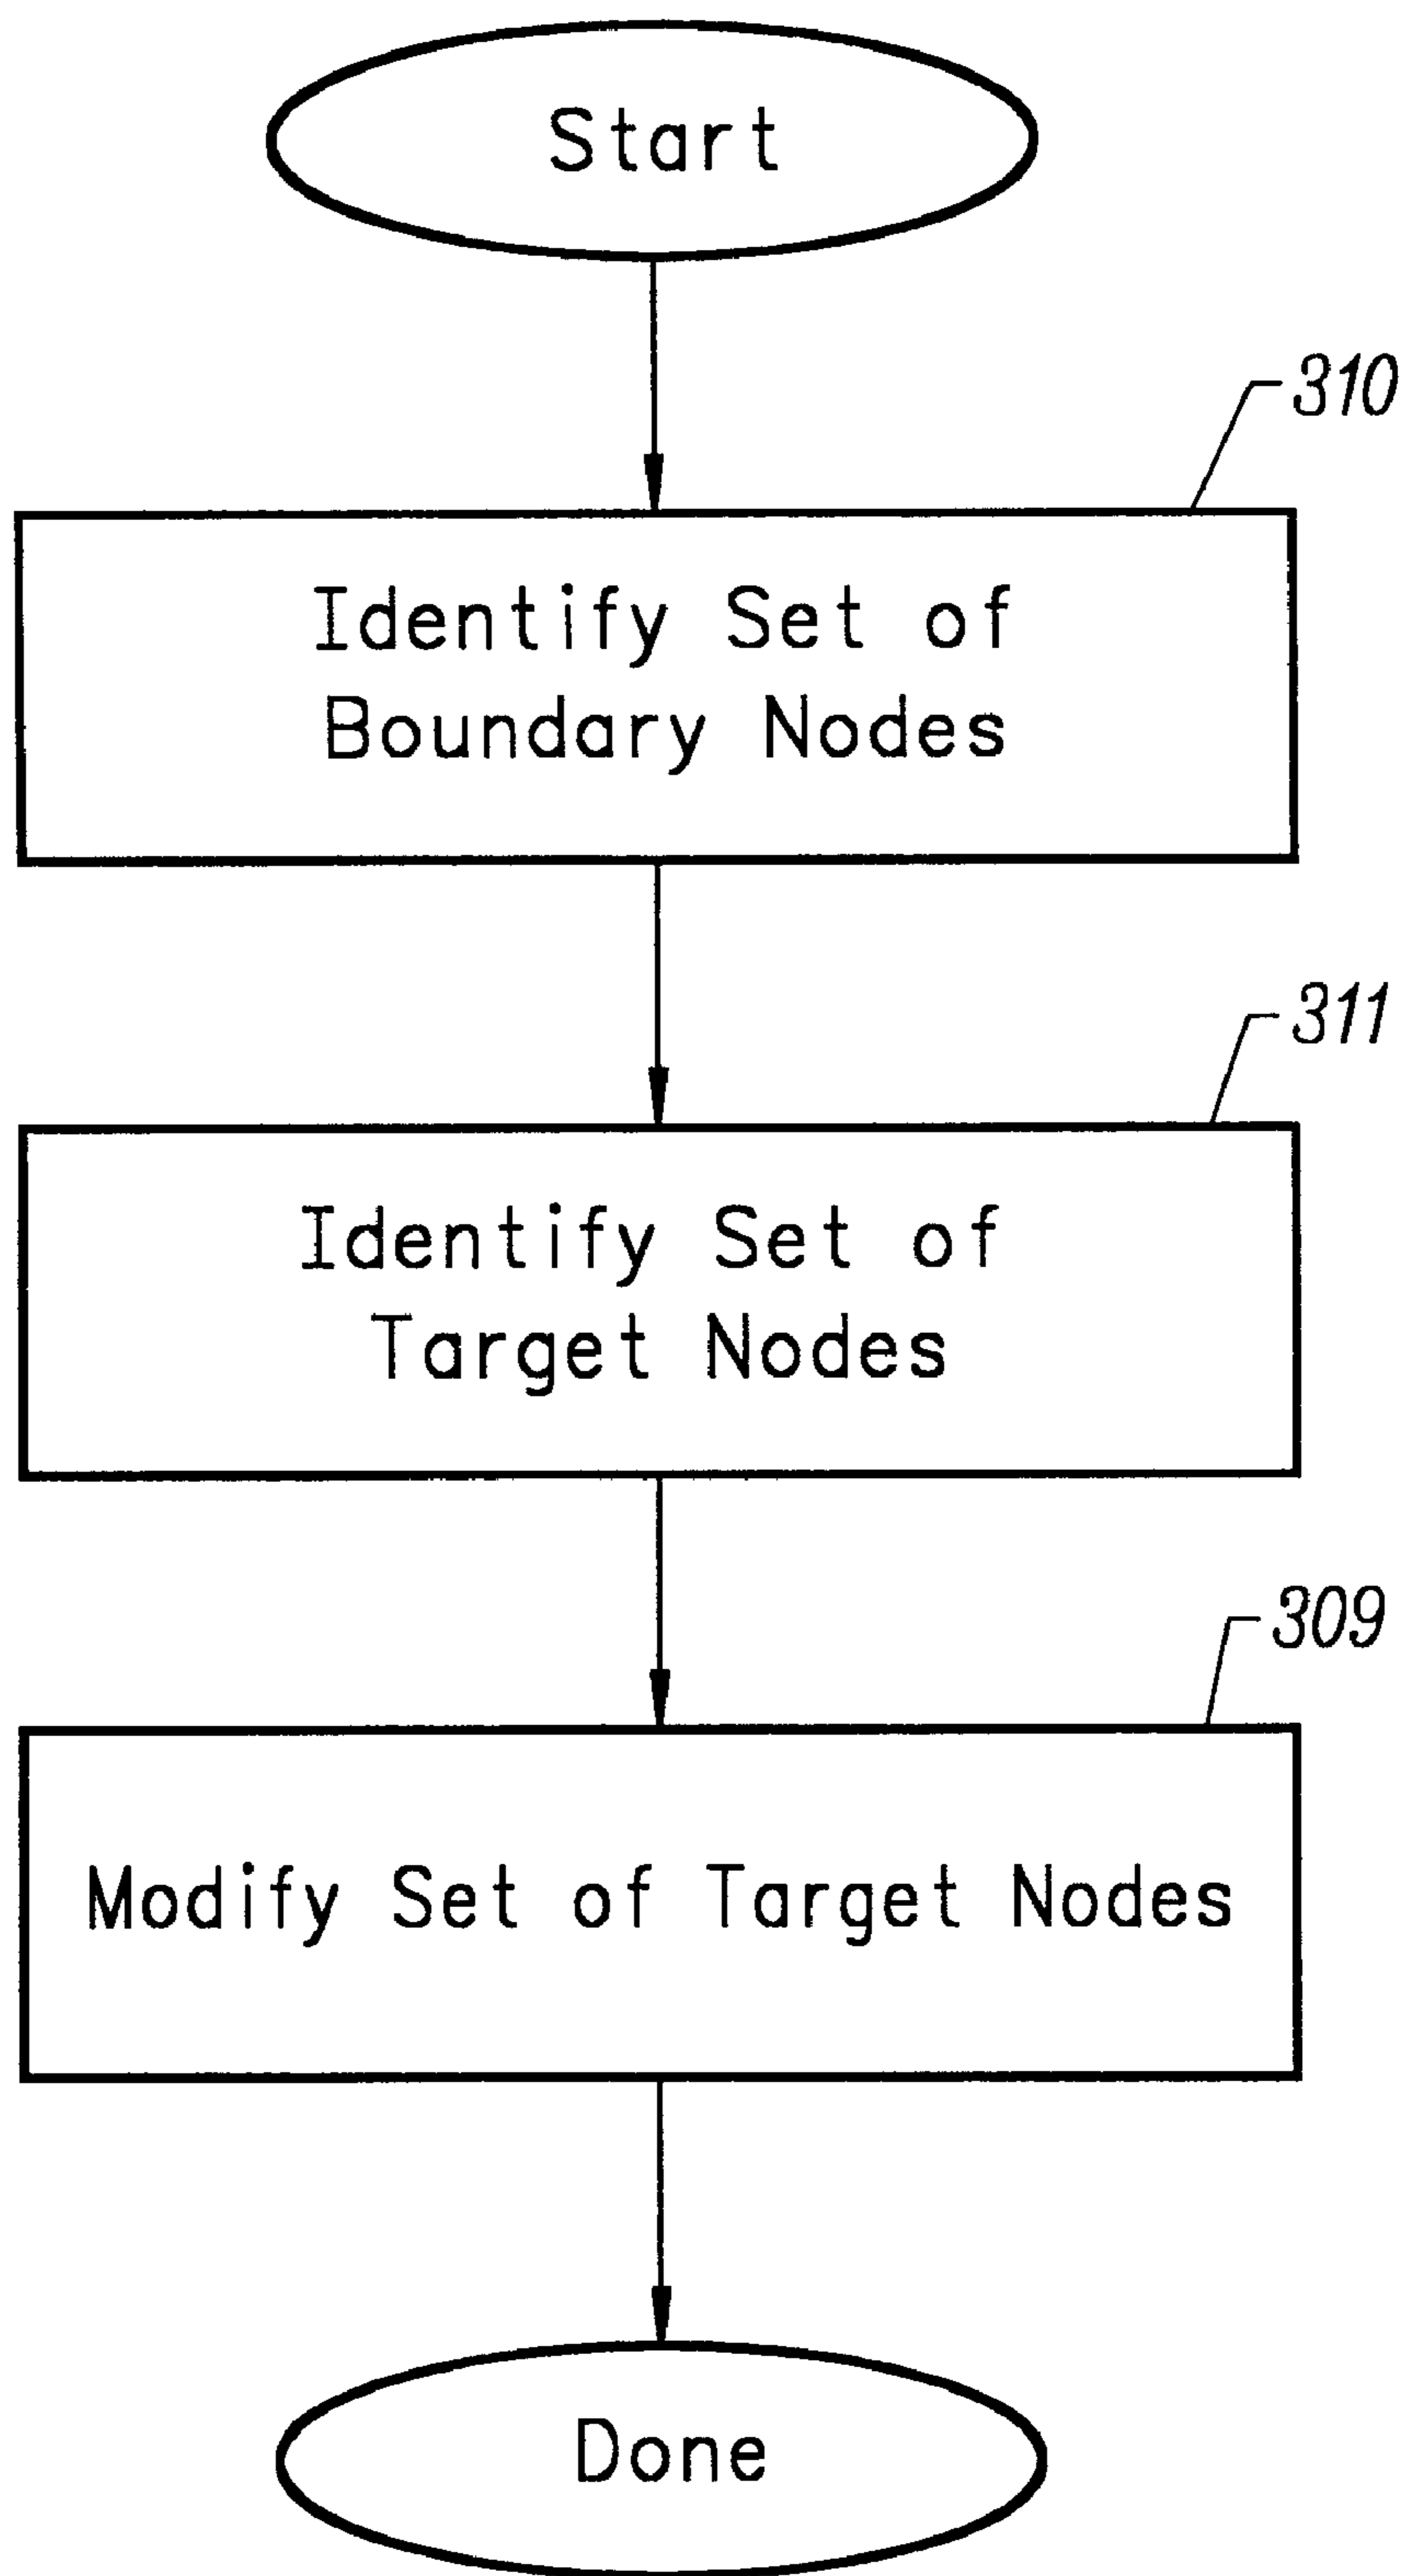 Start
310
Identify Set of
Boundary Nodes
311
Identify Set of
Target Nodes
309
Modify Set of Target Nodes
Done